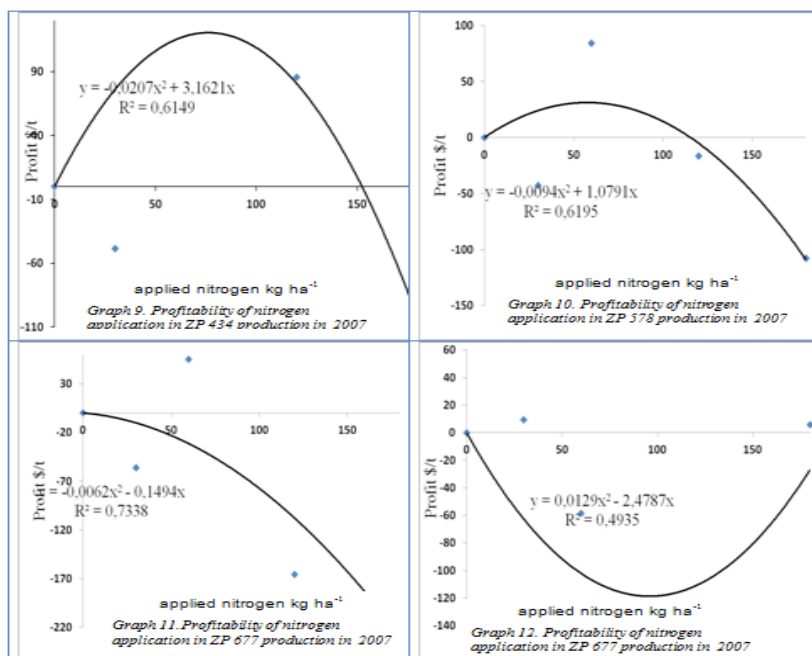 90
40
-10
-60
-110
0
50
100
150
Profit $/t
y = -0,0207x² + 3,1621x
R² = 0,6149
applied nitrogen kg ha⁻¹
Graph 9. Profitability of nitrogen
application in ZP 434 production in 2007
100
50
0
-50
-100
-150
0
50
100
150
Profit $/t
y = -0,0094x² + 1,0791x
R² = 0,6195
applied nitrogen kg ha⁻¹
Graph 10. Profitability of nitrogen
application in ZP 578 production in 2007
30
-20
-70
-120
-170
-220
0
50
100
150
Profit $/t
= -0,0062x² - 0,1494x
R² = 0,7338
applied nitrogen kg ha⁻¹
Graph 11. Profitability of nitrogen
application in ZP 677 production in 2007
60
40
20
0
-20
-40
-60
-80
-100
-120
-140
0
50
100
150
Profit $/t
y = 0,0129x² - 2,4787x
R² = 0,4935
applied nitrogen kg ha⁻¹
Graph 12. Profitability of nitrogen
application in ZP 677 production in 2007